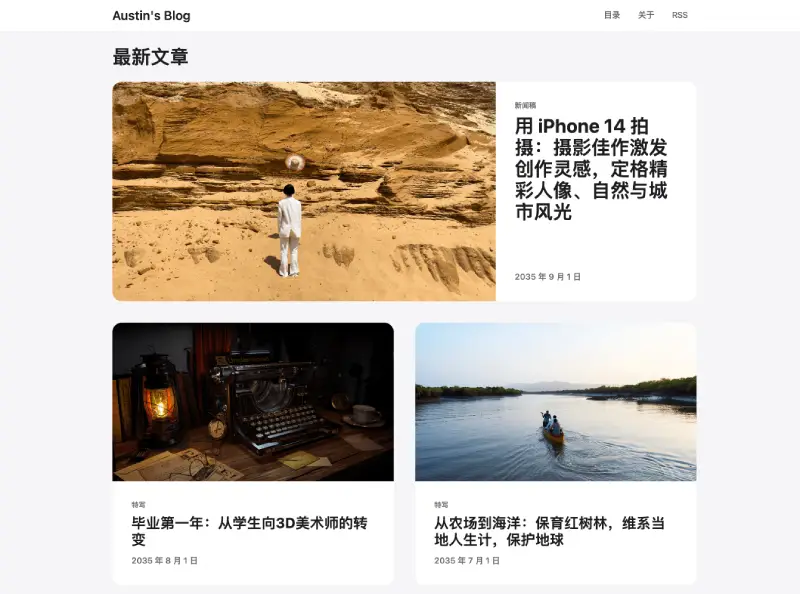 Austin's Blog
目录 关于 RSS
最新文章
新闻稿
用 iPhone 14 拍
摄：摄影佳作激发
创作灵感，定格精
彩人像、自然与城
市风光
2035 年 9 月 1 日
特写
毕业第一年：从学生向3D美术师的转
变
2035 年 8 月 1 日
特写
从农场到海洋：保育红树林，维系当
地人生计，保护地球
2035 年 7 月 1 日